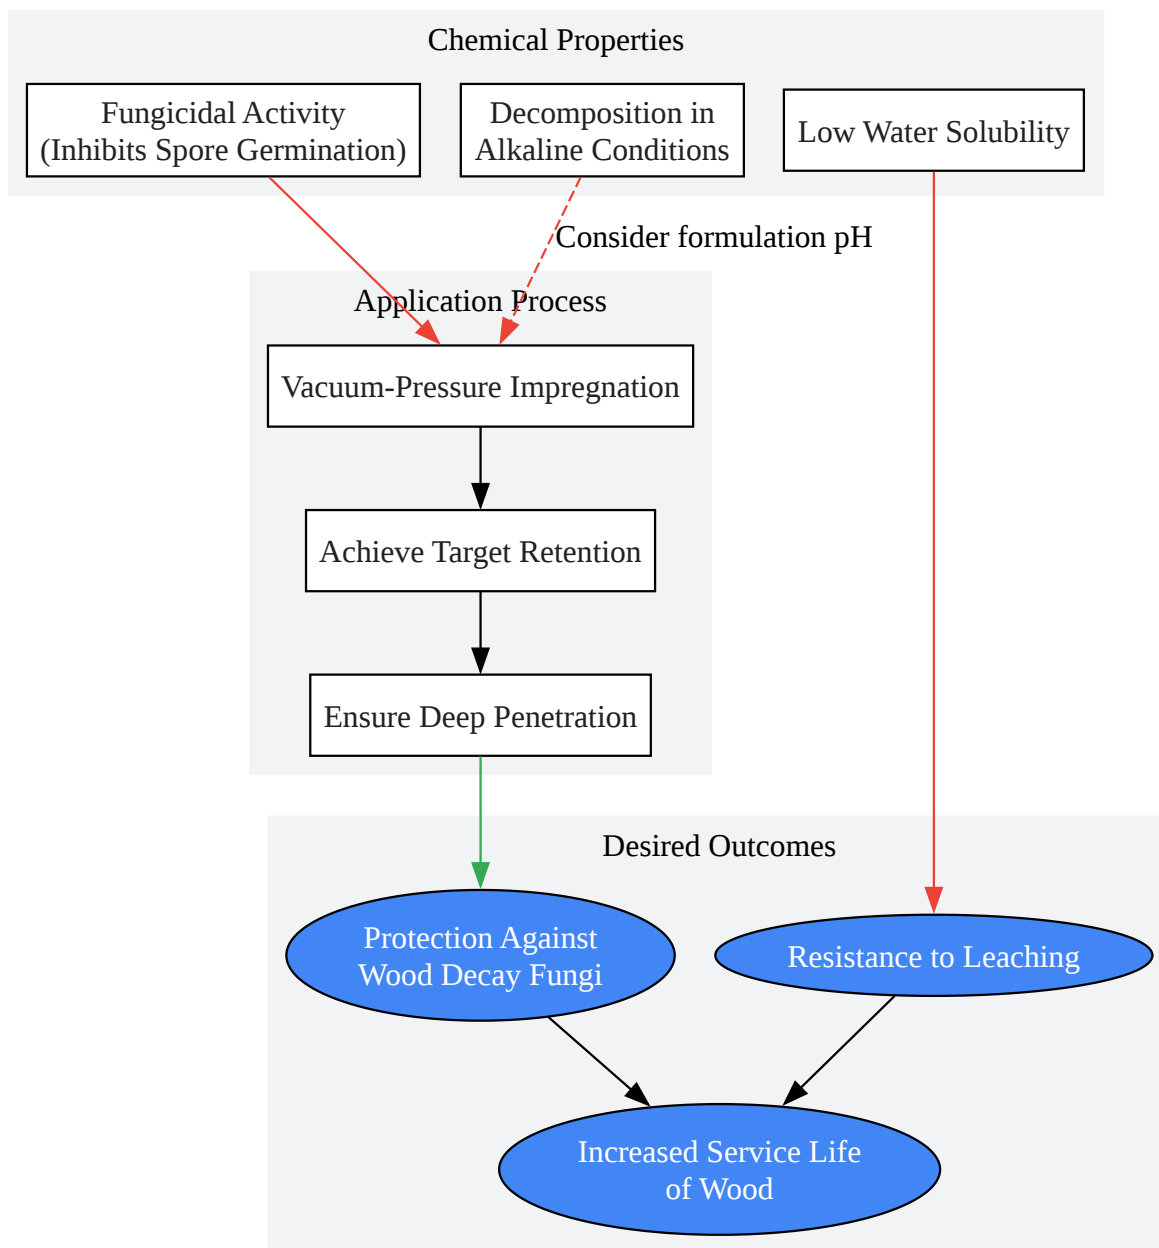 Chemical Properties
Fungicidal Activity
(Inhibits Spore Germination)
Decomposition in
Alkaline Conditions
Low Water Solubility
Consider formulation pH
Application Process
Vacuum-Pressure Impregnation
Achieve Target Retention
Ensure Deep Penetration
Desired Outcomes
Protection Against
Wood Decay Fungi
Resistance to Leaching
Increased Service Life
of Wood